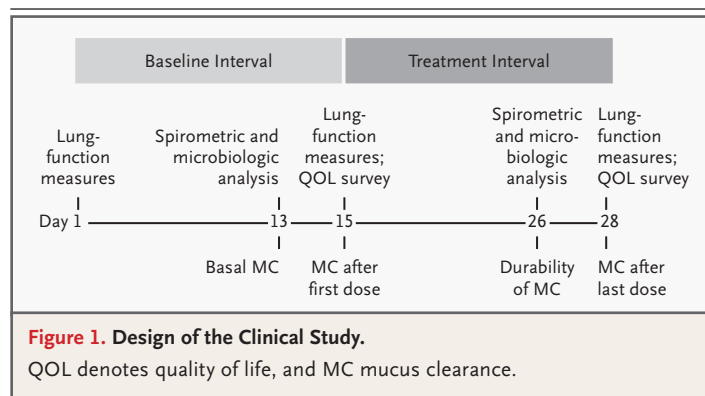 Baseline Interval
Treatment Interval
Lung-
function
measures
Spirometric and
microbiologic
analysis
Lung-
function
measures;
QOL survey
Spirometric
and micro-
biologic
analysis
Lung-
function
measures;
QOL survey
Day 1
13
15
26
28
Basal MC
MC after
first dose
Durability
of MC
MC after
last dose
Figure 1. Design of the Clinical Study.
QOL denotes quality of life, and MC mucus clearance.